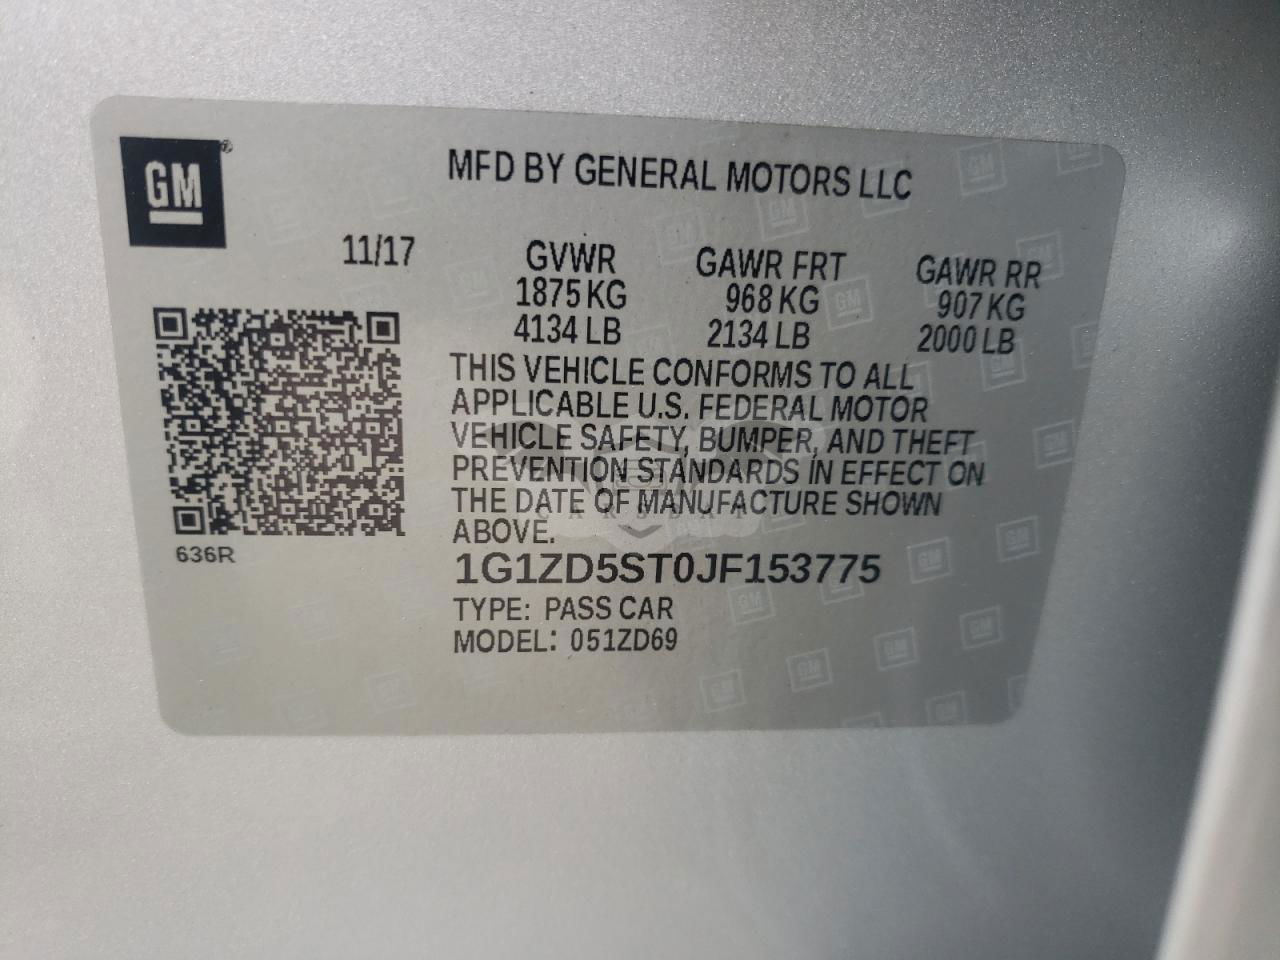 GM®
MFD BY GENERAL MOTORS LLC
11/17
GVWR GAWR FRT GAWR RR
1875 KG 968 KG 907 KG
4134 LB 2134 LB 2000 LB
THIS VEHICLE CONFORMS TO ALL
APPLICABLE U.S. FEDERAL MOTOR
VEHICLE SAFETY, BUMPER, AND THEFT
PREVENTION STANDARDS IN EFFECT ON
THE DATE OF MANUFACTURE SHOWN
ABOVE.
CARSBAT
636R
1G1ZD5ST0JF153775
TYPE: PASS CAR
MODEL: 051ZD69